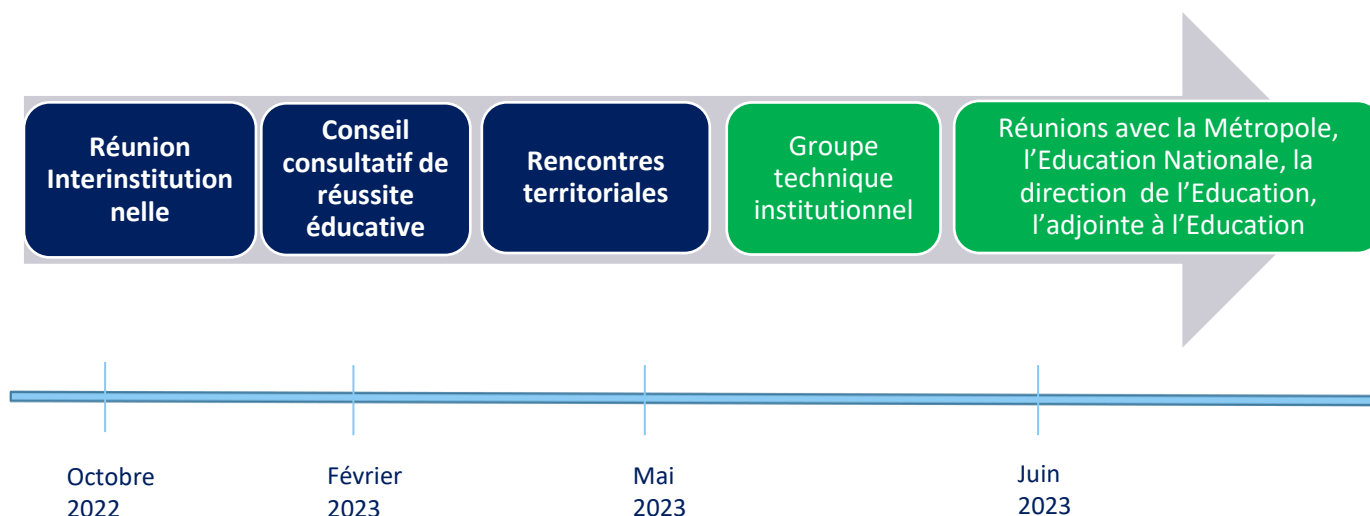 Réunion
Interinstitution
nelle
Conseil
consultatif de
réussite
éducative
Rencontres
territoriales
Groupe
technique
institutionnel
Réunions avec la Métropole,
l’Education Nationale, la
direction  de l’Education,
l’adjointe à l’Education
Octobre
2022
Février
2023
Mai
2023
Juin
2023